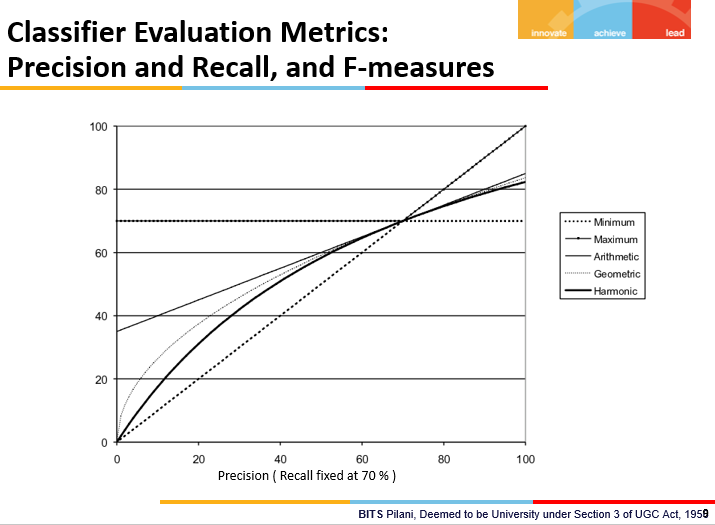 Classifier Evaluation Metrics:
Precision and Recall, and F-measures
innovate achieve lead
100
80
60
40
20
0
0 20 40 60 80 100
Precision ( Recall fixed at 70 % )
Minimum
Maximum
Arithmetic
Geometric
Harmonic
BITS Pilani, Deemed to be University under Section 3 of UGC Act, 195
9